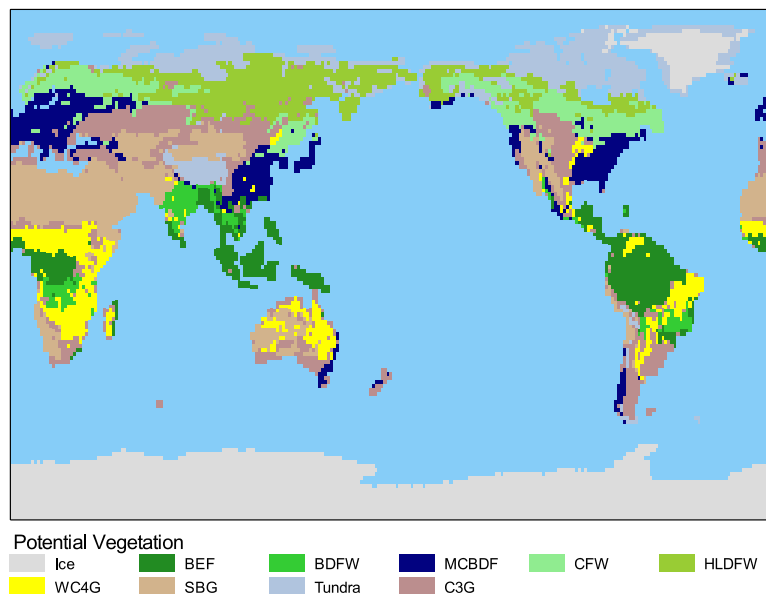 Potential Vegetation
Ice BEF BDFW MCBDF CFW HLDFW
WC4G SBG Tundra C3G